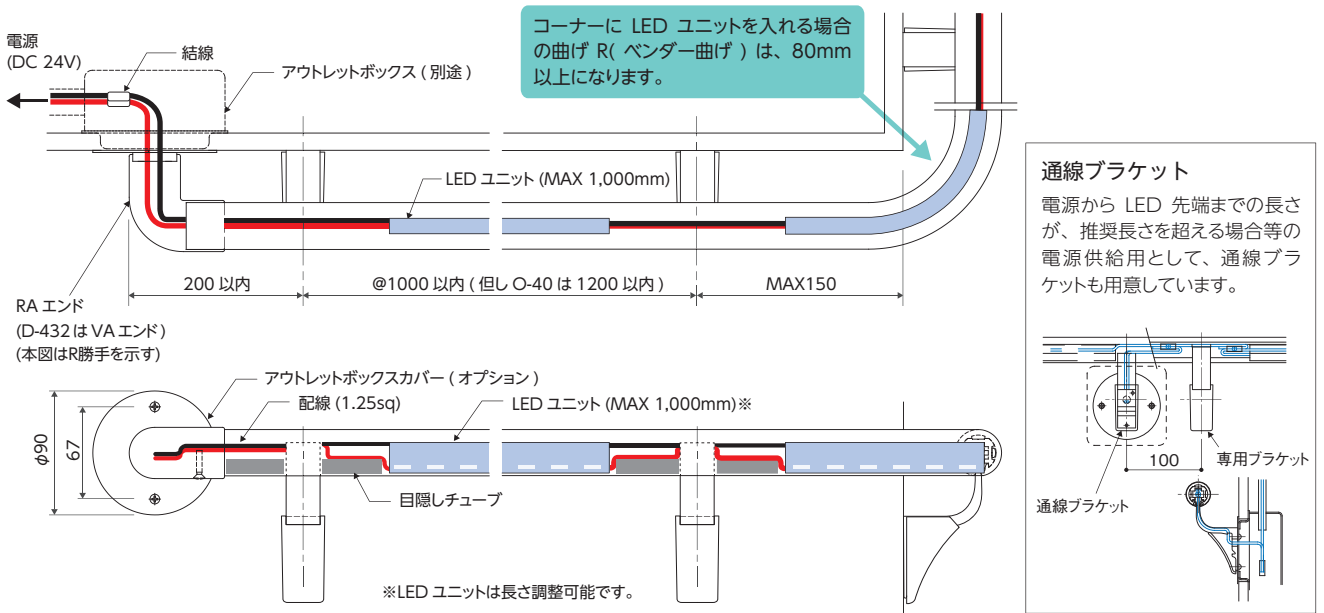 電源
(DC 24V)
結線
アウトレットボックス ( 別途 )
コーナーに LED ユニットを入れる場合
の曲げ R( ベンダー曲げ ) は、80mm
以上になります。
LED ユニット (MAX 1,000mm)
200 以内
@1000 以内 ( 但し O-40 は 1200 以内 )
MAX150
RA エンド
(D-432 は VA エンド )
(本図はR勝手を示す)
アウトレットボックスカバー ( オプション )
配線 (1.25sq)
LED ユニット (MAX 1,000mm)※
φ90
67
目隠しチューブ
※LED ユニットは長さ調整可能です。
通線ブラケット
電源から LED 先端までの長さ
が、推奨長さを超える場合等の
電源供給用として、通線ブラ
ケットも用意しています。
100
専用ブラケット
通線ブラケット